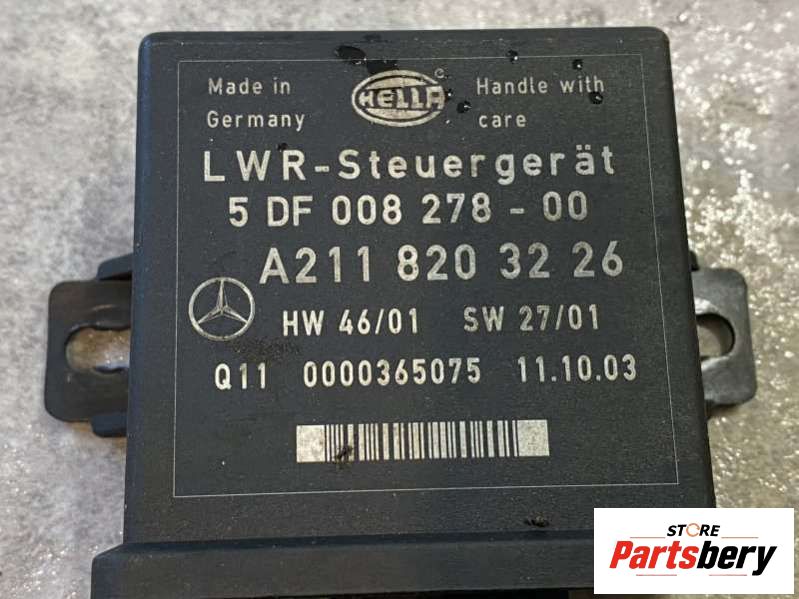 Made in
Germany
HELLA
©
Handle with
care
LWR-Steuergerät
5 DF 008 278 - 00
A211 820 32 26
HW 46/01 SW 27/01
Q11 0000365075 11.10.03
STORE
Partsbery